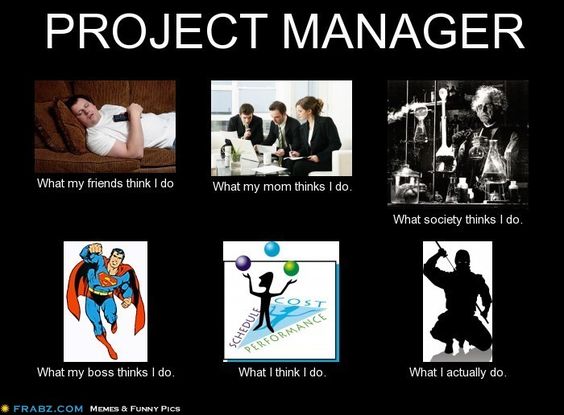 PROJECT MANAGER
What my friends think I do
What my mom thinks I do.
What society thinks I do.
What my boss thinks I do.
SCHEDULE
COST
PERFORMANCE
What I think I do.
What I actually do.
FRABZ.COM MEMES & FUNNY PICS